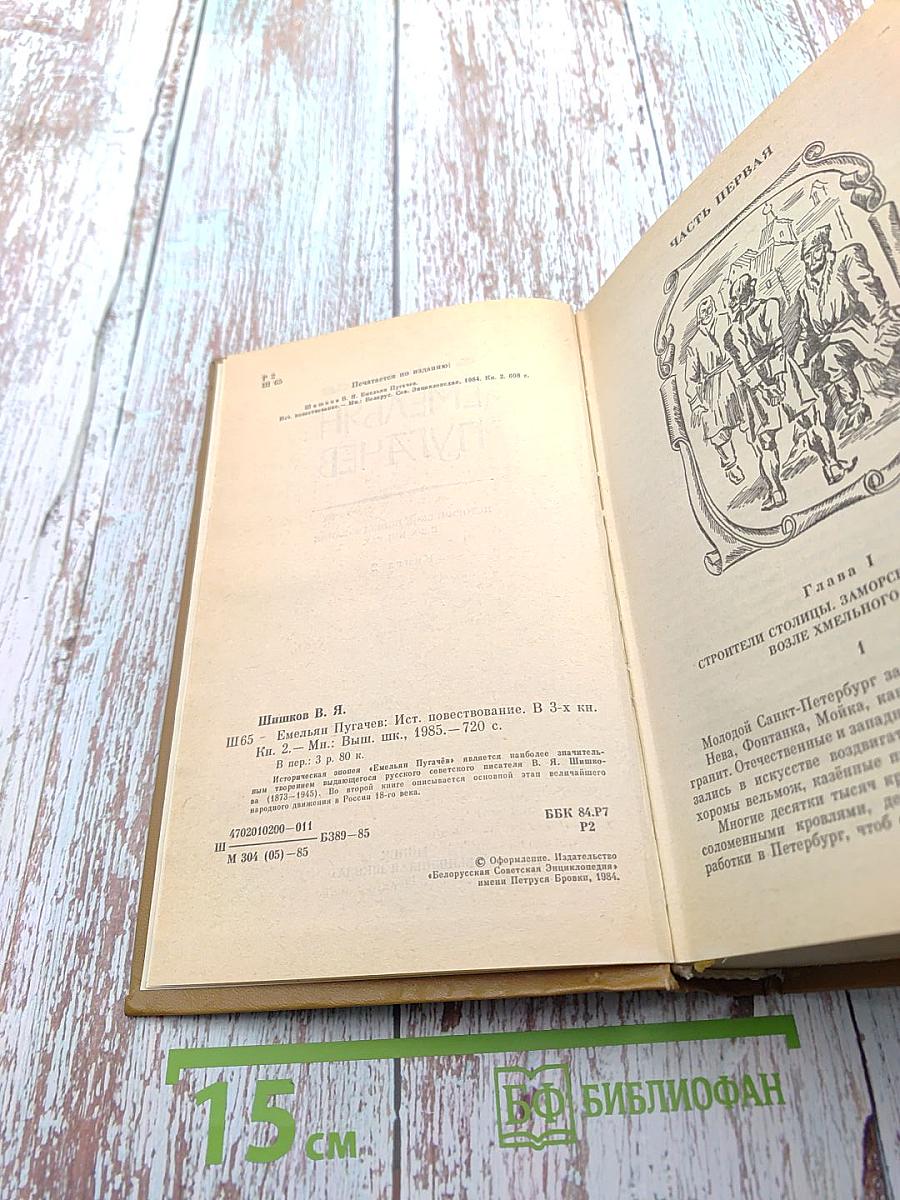 Р 2
Ш 65
Печатается по изданию:
Шишков В. Я. Емельян Пугачев.
Ист. повествование.— Мн.: Белорус. Сов. Энциклопедия, 1984, Кн. 2. 608 с.
Шишков В. Я.
Ш65 – Емельян Пугачев: Ист. повествование. В 3-х кн.
Кн. 2.— Мн.: Выш. шк., 1985.—720 с.
В пер.: 3 р. 80 к.
Историческая эпопея «Емельян Пугачёв» является наиболее значитель-
ным творением выдающегося русского советского писателя В. Я. Шишко-
ва (1873—1945). Во второй книге описывается основной этап величайшего
народного движения в России 18-го века.
4702010200—011
Ш Б389—85
М 304 (05)—85
ББК 84.Р7
Р2
© Оформление. Издательство
«Белорусская Советская Энциклопедия»
имени Петруся Бровки, 1984.
ЧАСТЬ ПЕРВАЯ
Глава I
СТРОИТЕЛИ СТОЛИЦЫ. ЗАМОРС
ВОЗЛЕ ХМЕЛЬНОГО
1
Молодой Санкт-Петербург за
Нева, Фонтанка, Мойка, кан
гранит. Отечественные и запад
зались в искусстве воздвигат
хоромы вельмож, казённые п
Многие десятки тысяч кр
соломенными кровлями, де
работки в Петербург, чтоб с
15 см
БФ БИБЛИОФАН